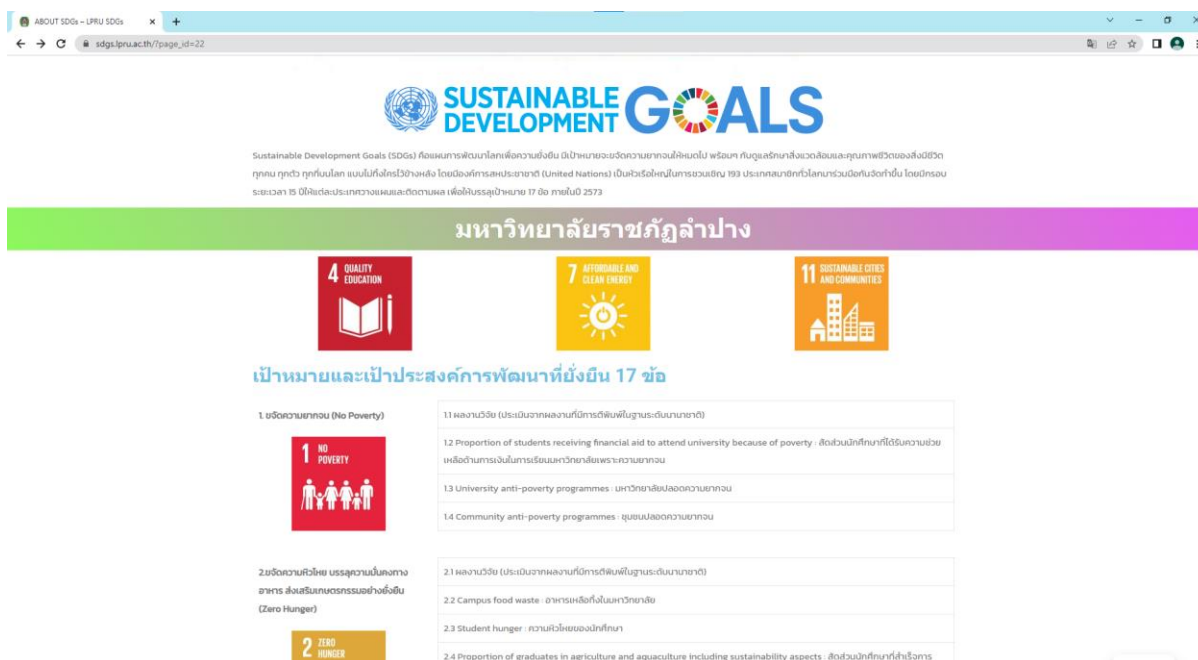 ABOUT SDGs – LPRU SDGs
sdgs.lpru.ac.th/?page_id=22
SUSTAINABLE
DEVELOPMENT
GOALS
Sustainable Development Goals (SDGs) คือแผนการพัฒนาโลกเพื่อความยั่งยืน มีเป้าหมายจะขจัดความยากจนให้หมดไป พร้อมๆ กับดูแลรักษาสิ่งแวดล้อมและคุณภาพชีวิตของสิ่งมีชีวิต
ทุกคน ทุกตัว ทุกที่บนโลก แบบไม่ทิ้งใครไว้ข้างหลัง โดยมีองค์การสหประชาชาติ (United Nations) เป็นหัวเรือใหญ่ในการชวนเชิญ 193 ประเทศสมาชิกทั่วโลกมาร่วมมือกันจัดทำขึ้น โดยมีกรอบ
ระยะเวลา 15 ปีให้แต่ละประเทศวางแผนและติดตามผล เพื่อให้บรรลุเป้าหมาย 17 ข้อ ภายในปี 2573
มหาวิทยาลัยราชภัฏลำปาง
4 QUALITY
EDUCATION
7 AFFORDABLE AND
CLEAN ENERGY
11 SUSTAINABLE CITIES
AND COMMUNITIES
เป้าหมายและเป้าประสงค์การพัฒนาที่ยั่งยืน 17 ข้อ
1. ขจัดความยากจน (No Poverty)
1 NO
POVERTY
1.1 ผลงานวิจัย (ประเมินจากผลงานที่มีการตีพิมพ์ในฐานระดับนานาชาติ)
1.2 Proportion of students receiving financial aid to attend university because of poverty : สัดส่วนนักศึกษาที่ได้รับความช่วย
เหลือด้านการเงินในการเรียนมหาวิทยาลัยเพราะความยากจน
1.3 University anti-poverty programmes : มหาวิทยาลัยปลอดความยากจน
1.4 Community anti-poverty programmes : ชุมชนปลอดความยากจน
2.ขจัดความหิวโหย บรรลุความมั่นคงทาง
อาหาร ส่งเสริมเกษตรกรรมอย่างยั่งยืน
(Zero Hunger)
2 ZERO
HUNGER
2.1 ผลงานวิจัย (ประเมินจากผลงานที่มีการตีพิมพ์ในฐานระดับนานาชาติ)
2.2 Campus food waste : อาหารเหลือทิ้งในมหาวิทยาลัย
2.3 Student hunger : ความหิวโหยของนักศึกษา
2.4 Proportion of graduates in agriculture and aquaculture including sustainability aspects : สัดส่วนนักศึกษาที่สำเร็จการ